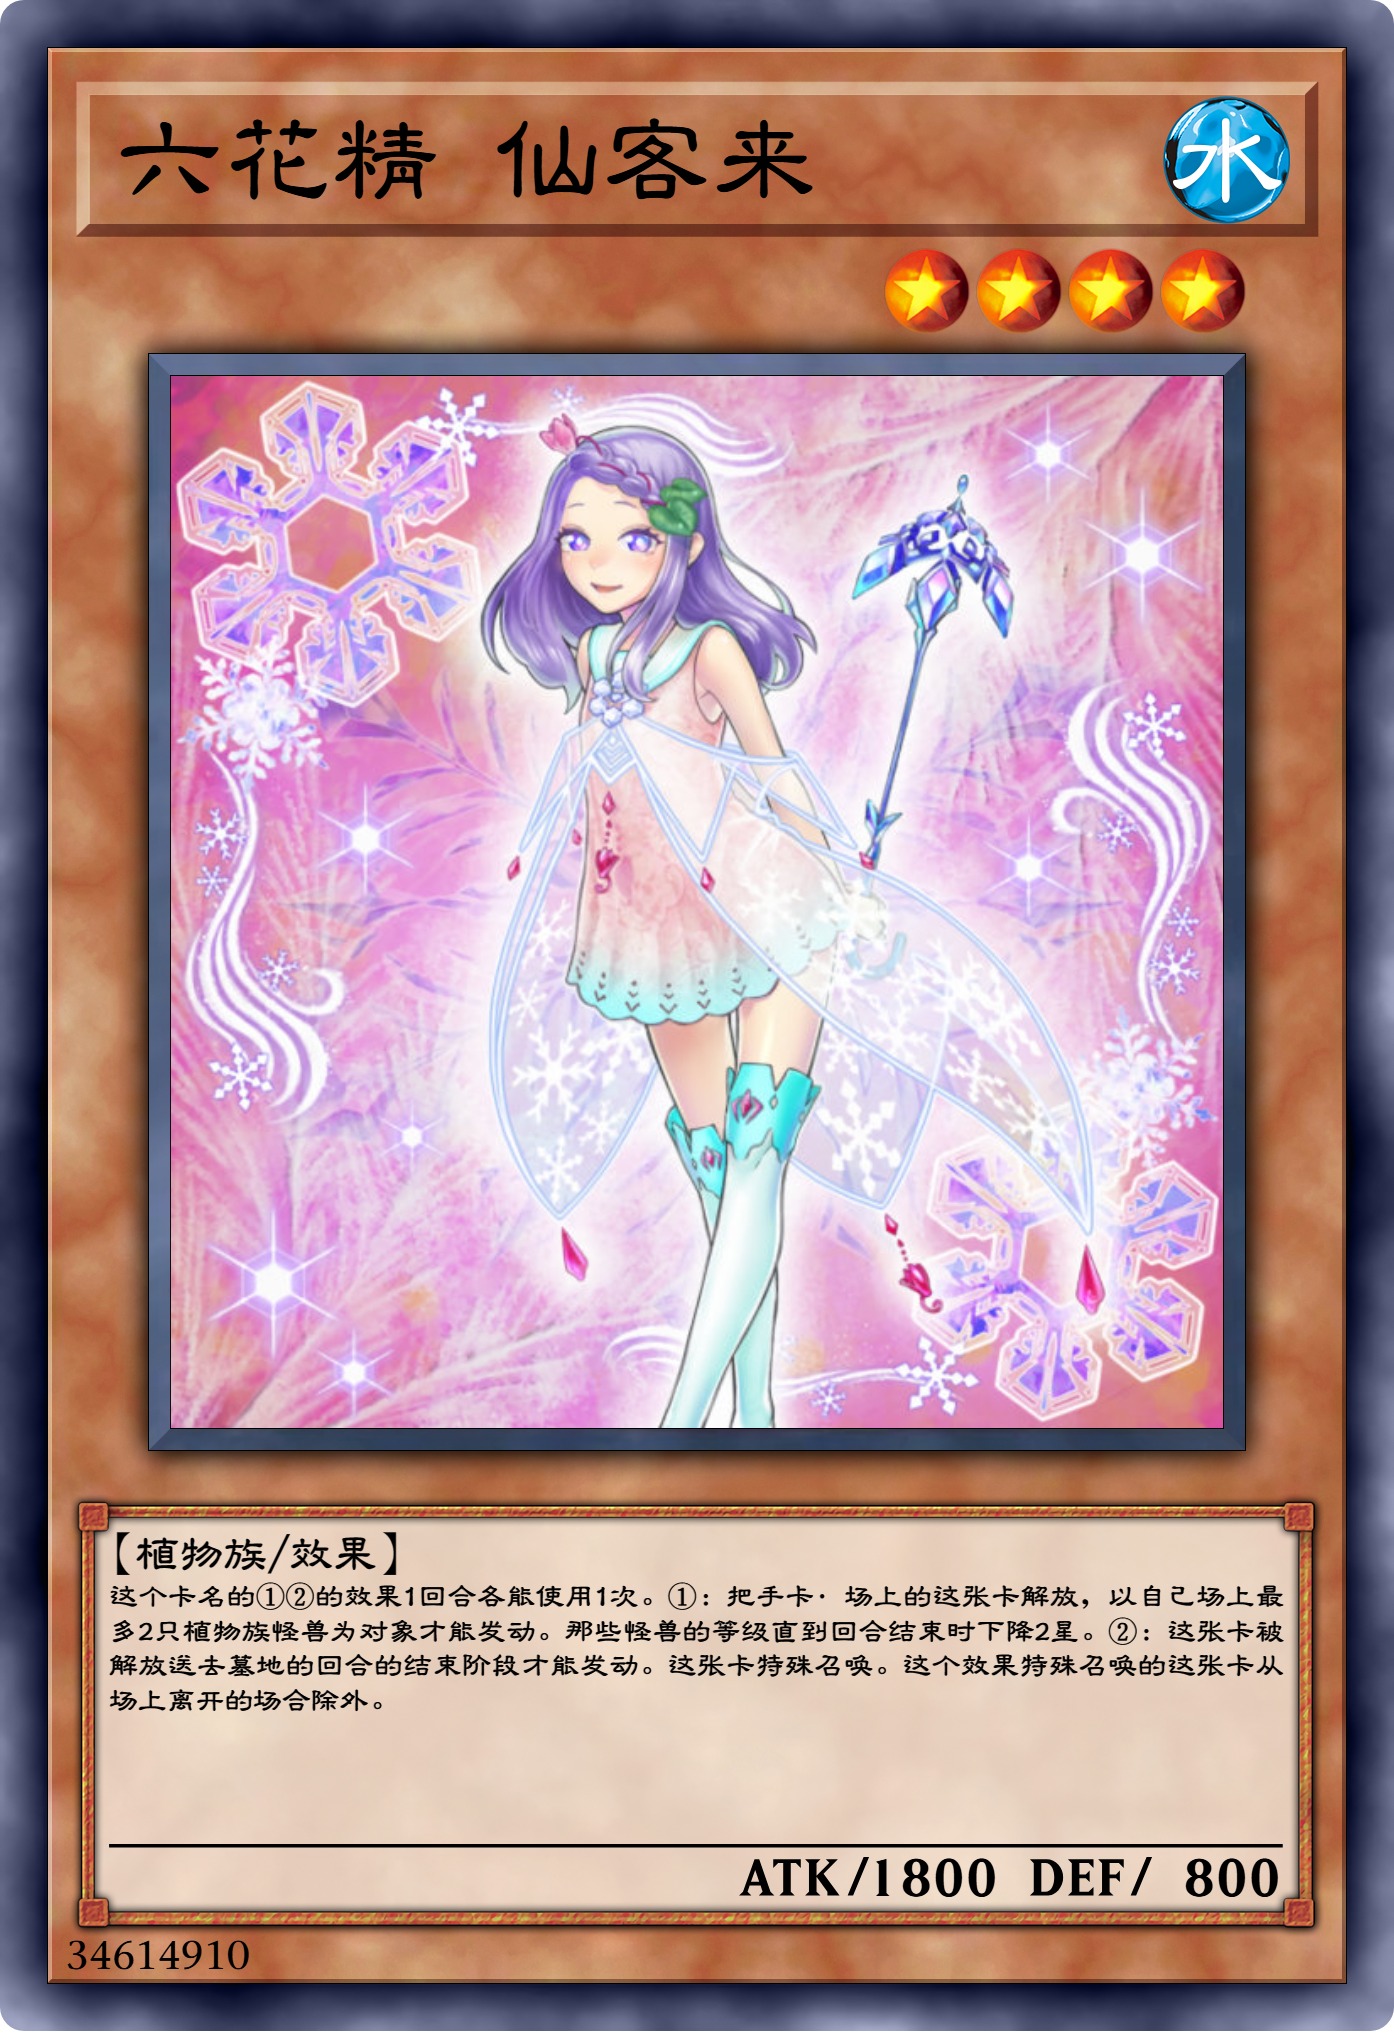 六花精 仙客来
水
【植物族/效果】
这个卡名的①②的效果1回合各能使用1次。①：把手卡·场上的这张卡解放，以自己场上最
多2只植物族怪兽为对象才能发动。那些怪兽的等级直到回合结束时下降2星。②：这张卡被
解放送去墓地的回合的结束阶段才能发动。这张卡特殊召唤。这个效果特殊召唤的这张卡从
场上离开的场合除外。
ATK/1800 DEF/ 800
34614910